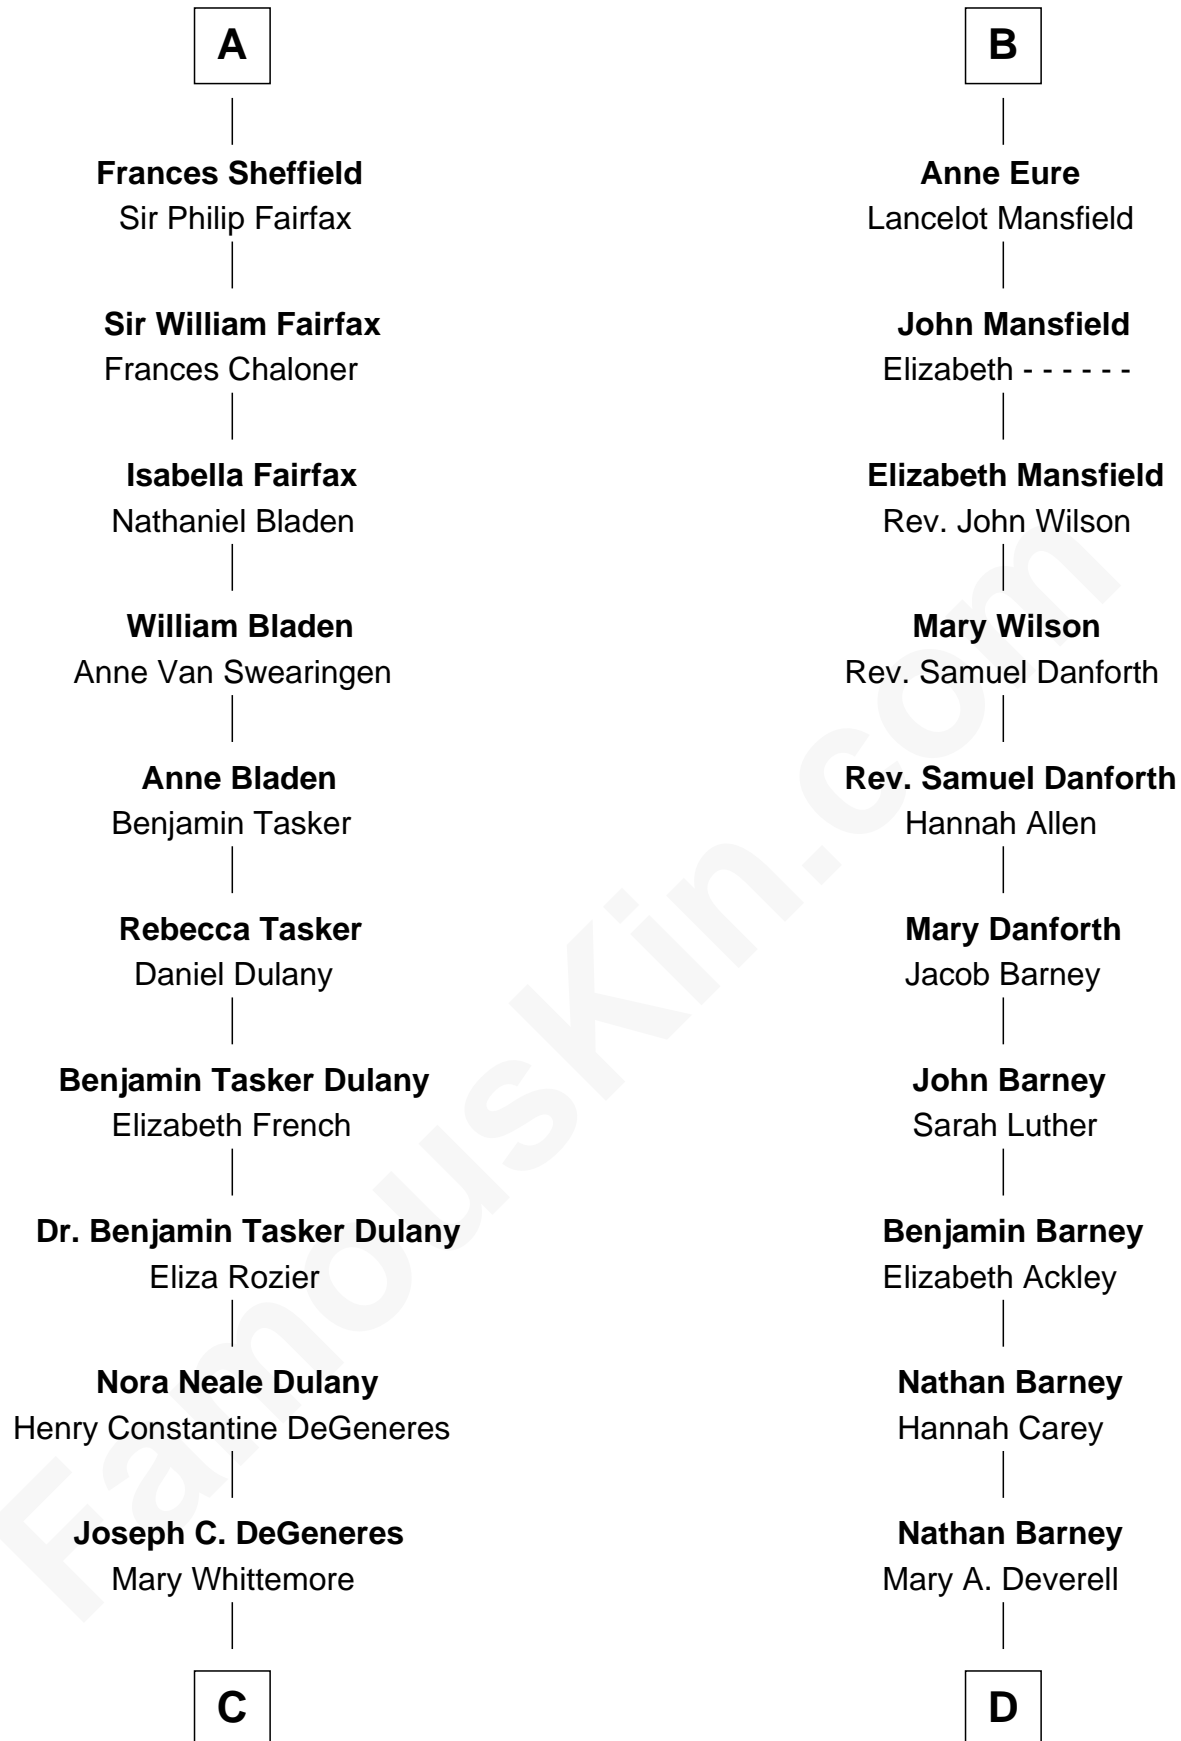 A
Frances Sheffield
Sir Philip Fairfax
Sir William Fairfax
Frances Chaloner
Isabella Fairfax
Nathaniel Bladen
William Bladen
Anne Van Swearingen
Anne Bladen
Benjamin Tasker
Rebecca Tasker
Daniel Dulany
Benjamin Tasker Dulany
Elizabeth French
Dr. Benjamin Tasker Dulany
Eliza Rozier
Nora Neale Dulany
Henry Constantine DeGeneres
Joseph C. DeGeneres
Mary Whittemore
C
B
Anne Eure
Lancelot Mansfield
John Mansfield
Elizabeth - - - - - -
Elizabeth Mansfield
Rev. John Wilson
Mary Wilson
Rev. Samuel Danforth
Rev. Samuel Danforth
Hannah Allen
Mary Danforth
Jacob Barney
John Barney
Sarah Luther
Benjamin Barney
Elizabeth Ackley
Nathan Barney
Hannah Carey
Nathan Barney
Mary A. Deverell
D
FamousKin.com